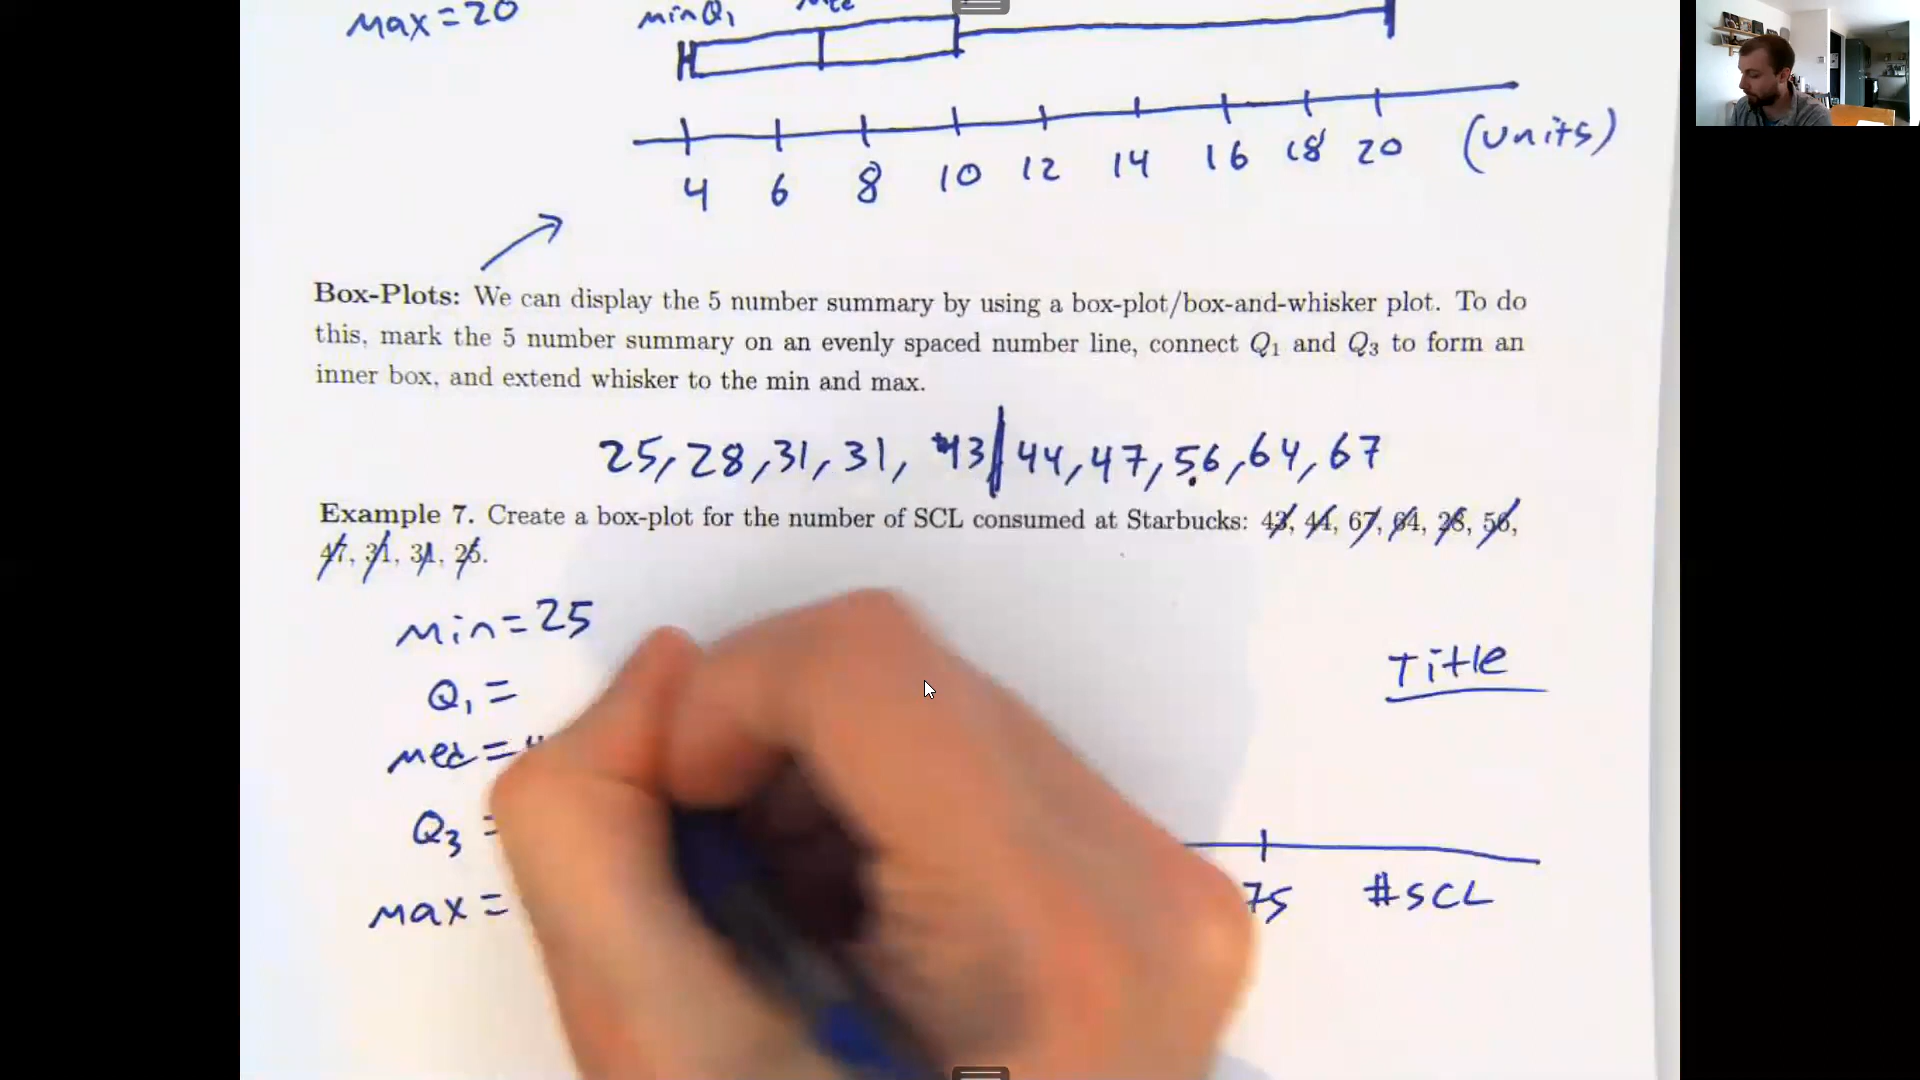 max=20
min Q1
4 6 8 10 12 14 16 18 20 (units)
Box-Plots: We can display the 5 number summary by using a box-plot/box-and-whisker plot. To do
this, mark the 5 number summary on an evenly spaced number line, connect Q1 and Q3 to form an
inner box, and extend whisker to the min and max.
25, 28, 31, 31, 43 44, 47, 56, 64, 67
Example 7. Create a box-plot for the number of SCL consumed at Starbucks: 43, 44, 67, 64, 28, 56,
47, 31, 31, 25.
min=25
Title
Q1 =
med=
Q3
75 #SCL
max=